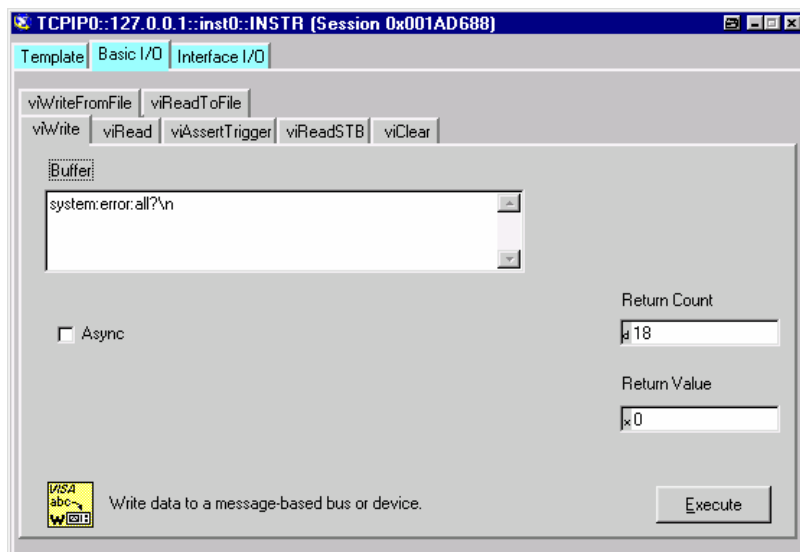 TCPIP0::127.0.0.1::inst0::INSTR (Session 0x001AD688)
Template Basic I/O Interface I/O
viWriteFromFile viReadToFile
viWrite viRead viAssertTrigger viReadSTB viClear
Buffer
system:error:all?\n
Return Count
d 18
Async
Return Value
x 0
VISA
abc
W
Write data to a message-based bus or device.
Execute